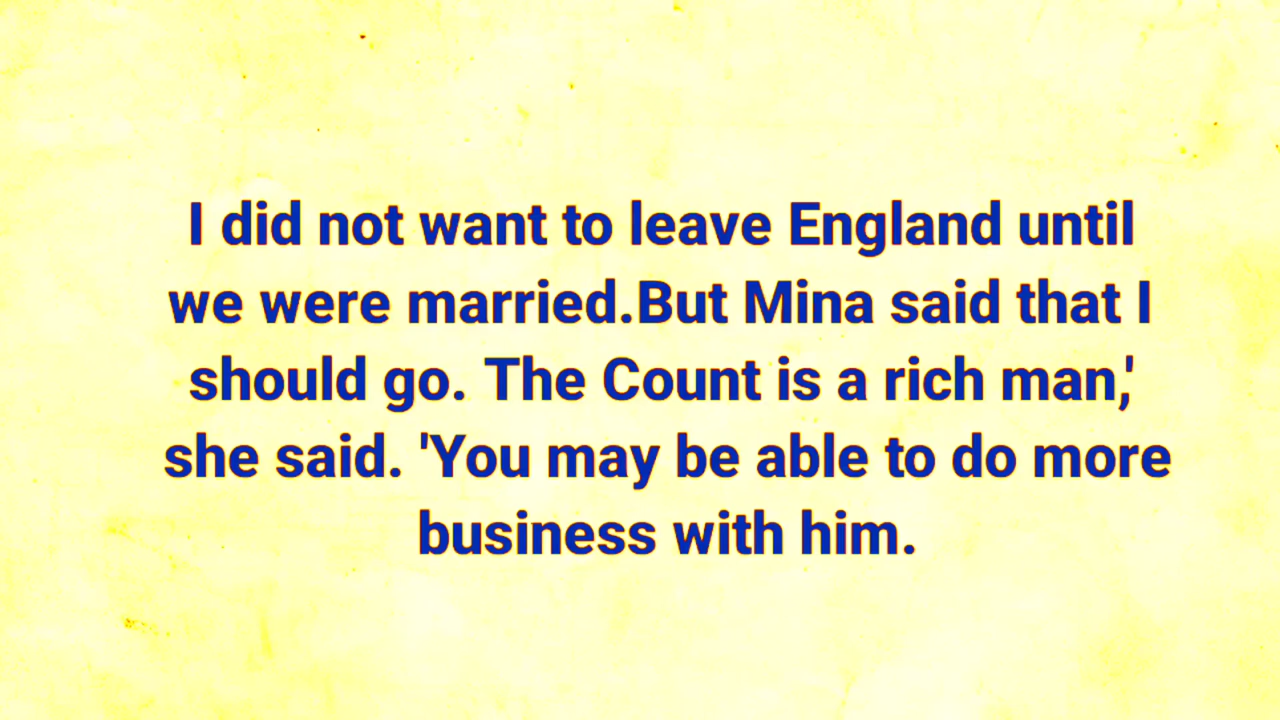 I did not want to leave England until
we were married.But Mina said that I
should go. The Count is a rich man,'
she said. 'You may be able to do more
business with him.